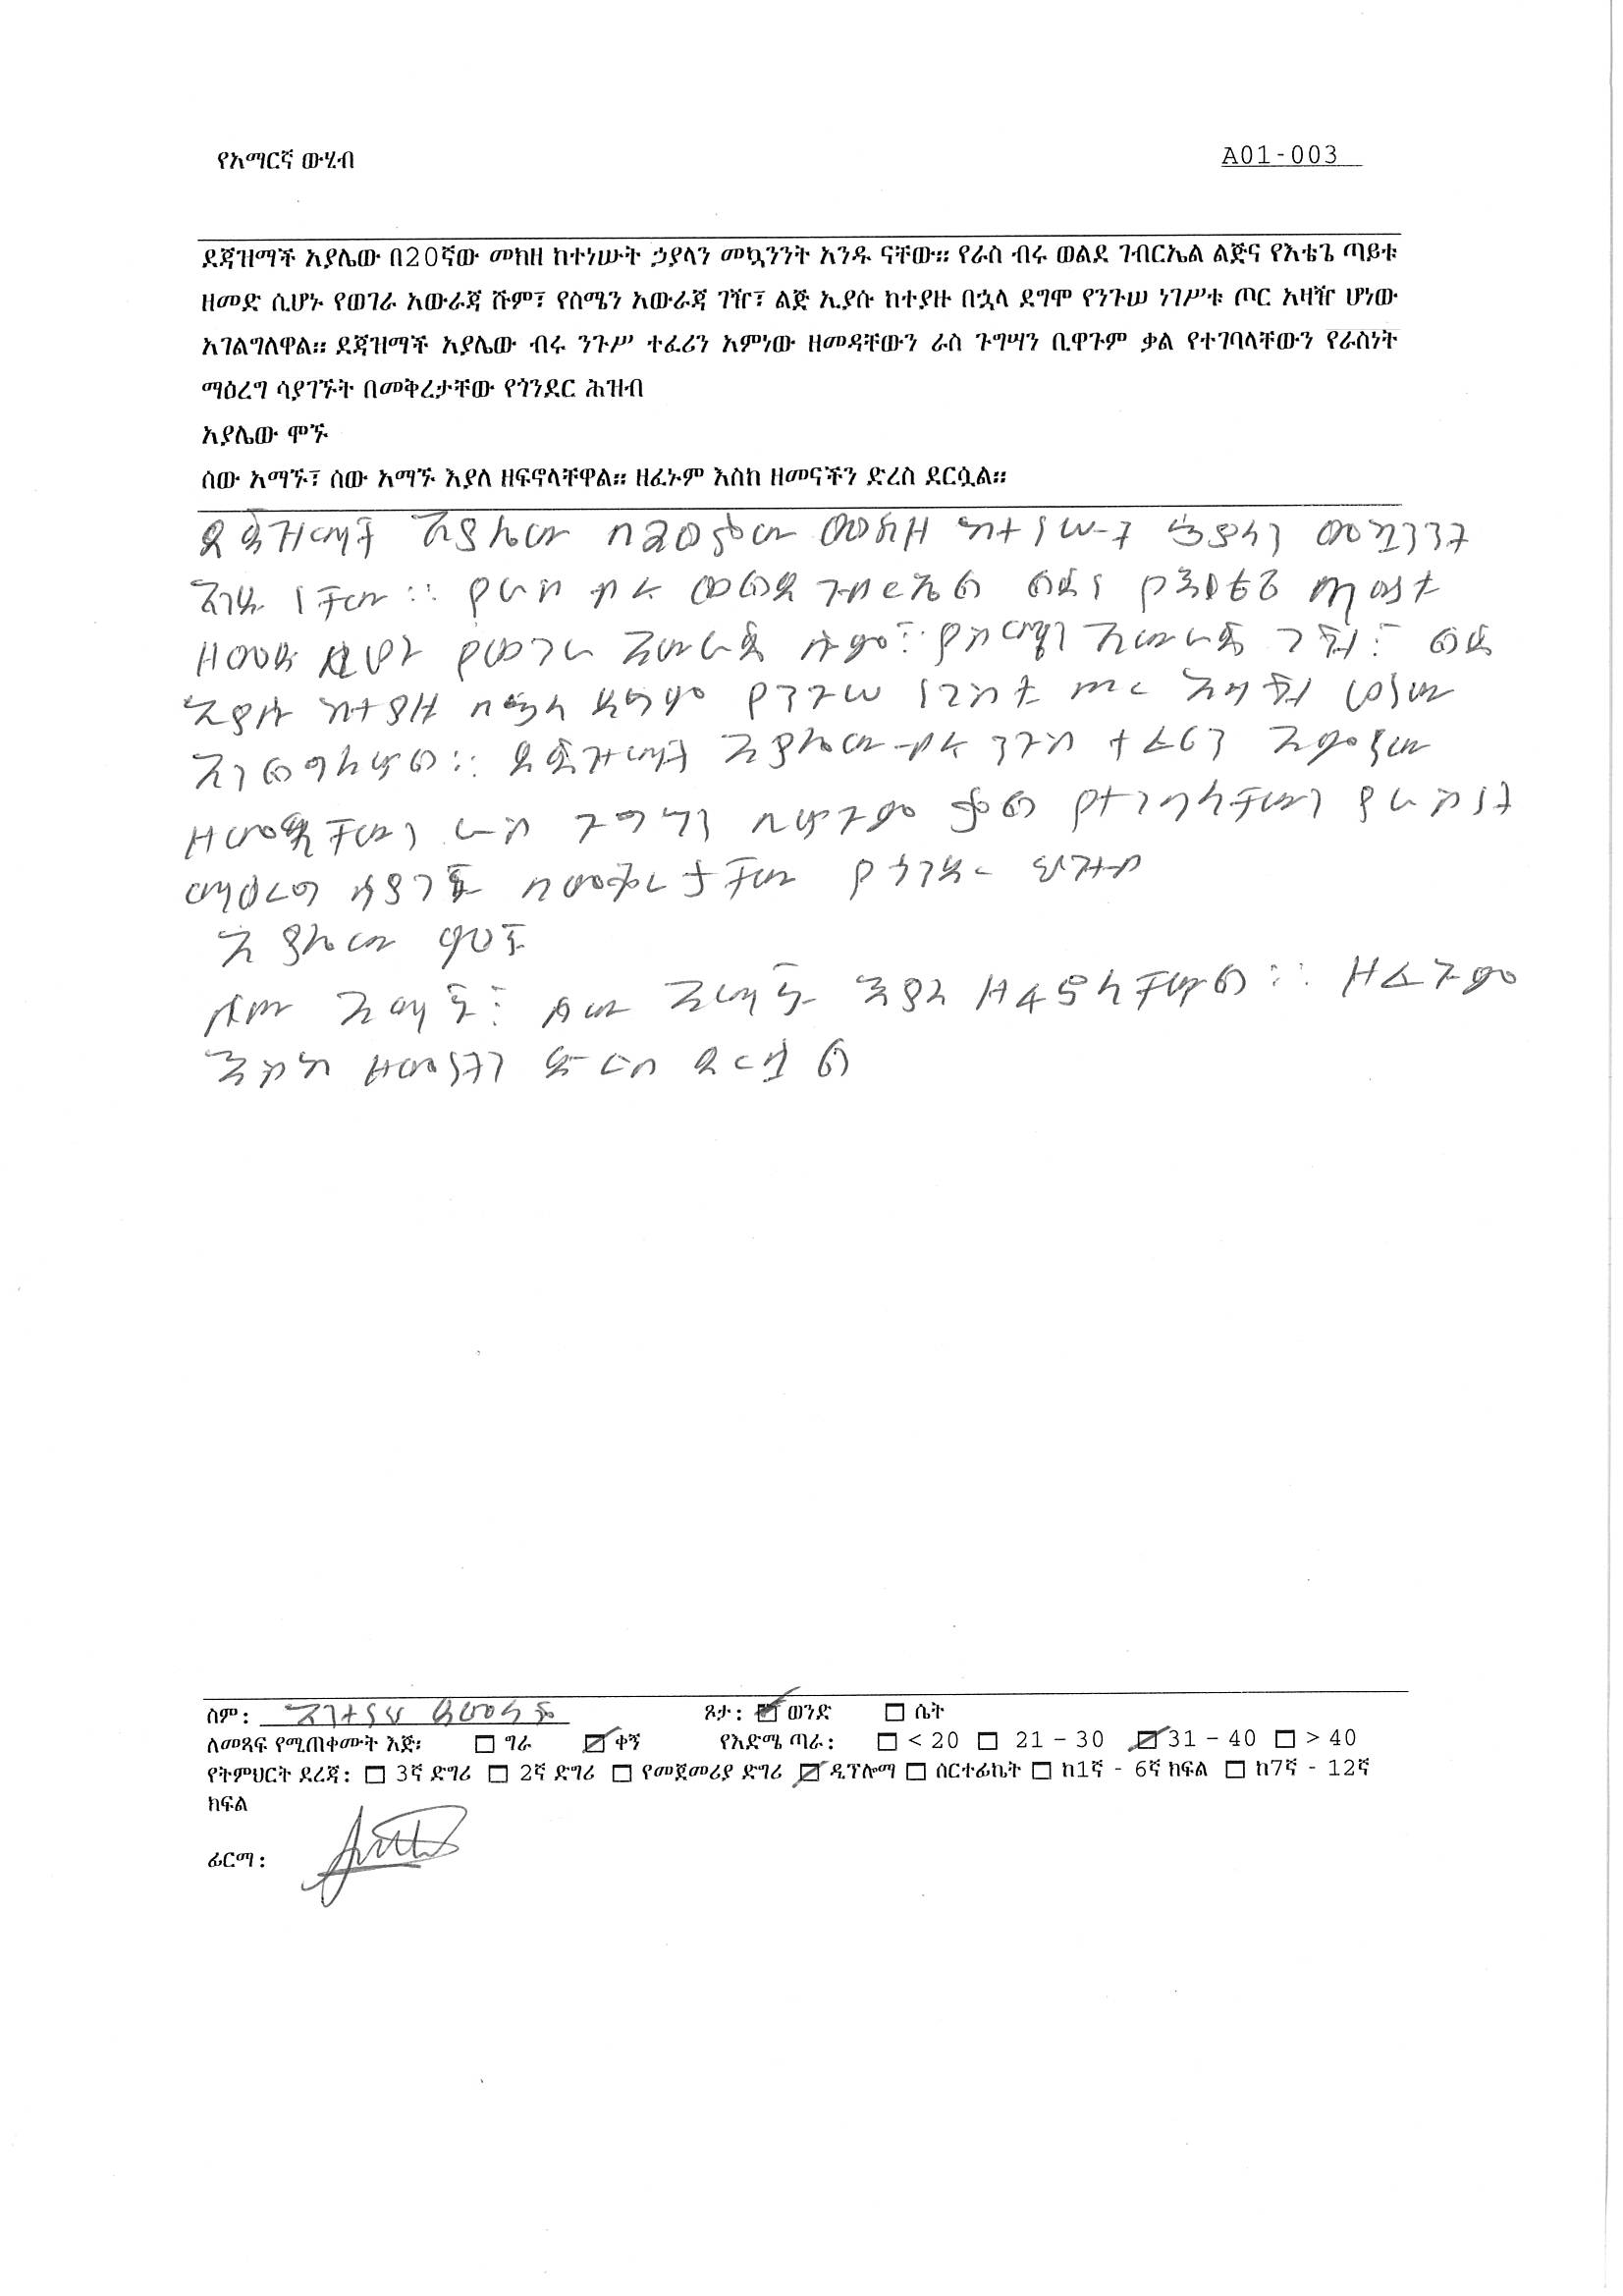 የአማርኛ ውሂብ A01-003
ደጃዝማች አያሌው በ20ኛው መክዘ ከተነሡት ኃያላን መኳንንት አንዱ ናቸው። የራስ ብሩ ወልደ ገብርኤል ልጅና የእቴጌ ጣይቱ
ዘመድ ሲሆኑ የወገራ አውራጃ ሹም፣ የስሜን አውራጃ ገዥ፣ ልጅ ኢያሱ ከተያዙ በኋላ ደግሞ የንጉሠ ነገሥቱ ጦር አዛዥ ሆነው
አገልግለዋል። ደጃዝማች አያሌው ብሩ ንጉሥ ተፈሪን አምነው ዘመዳቸውን ራስ ጉግሣን ቢዋጉም ቃል የተገባላቸውን የራስነት
ማዕረግ ሳያገኙት በመቅረታቸው የጎንደር ሕዝብ
አያሌው ሞኙ
ሰው አማኙ፣ ሰው አማኙ እያለ ዘፍኖላቸዋል። ዘፈኑም እስከ ዘመናችን ድረስ ደርሷል።
ደጃዝማች አያሌው በ20ኛው መክዘ ከተነሡት ኃያላን መኳንንት
አንዱ ናቸው። የራስ ብሩ ወልደ ገብርኤል ልጅና የእቴጌ ጣይቱ
ዘመድ ሲሆኑ የወገራ አውራጃ ሹም፣ የስሜን አውራጃ ገዥ፣ ልጅ
እያሱ ከተያዙ በኋላ ደግሞ የንጉሠ ነገስቱ ጦር አዛዥ ሆነው
አገልግለዋል። ደጃዝማች አያሌው ብሩ ንጉስ ተፈሪን አምነው
ዘመዳቸውን ራስ ጉግሣን ቢዋጉም ቃል የተገባላቸውን የራስነት
ማዕረግ ሳያገኙ በመቅረታቸው የጎንደር ህዝብ
አያሌው ሞኙ
ሰው አማኙ፣ ሰው አማኙ እያለ ዘፍኖላቸዋል። ዘፈኑም
እስከ ዘመናችን ድረስ ደርሷል
ስም: ጾታ: ወንድ ሴት
ለመጻፍ የሚጠቀሙት እጅ፡ ግራ ቀኝ የእድሜ ጣራ: < 20 21 – 30 31 – 40 > 40
የትምህርት ደረጃ: 3ኛ ድግሪ 2ኛ ድግሪ የመጀመሪያ ድግሪ ዲፕሎማ ሰርተፊኬት ከ1ኛ - 6ኛ ክፍል ከ7ኛ - 12ኛ
ክፍል
ፊርማ: